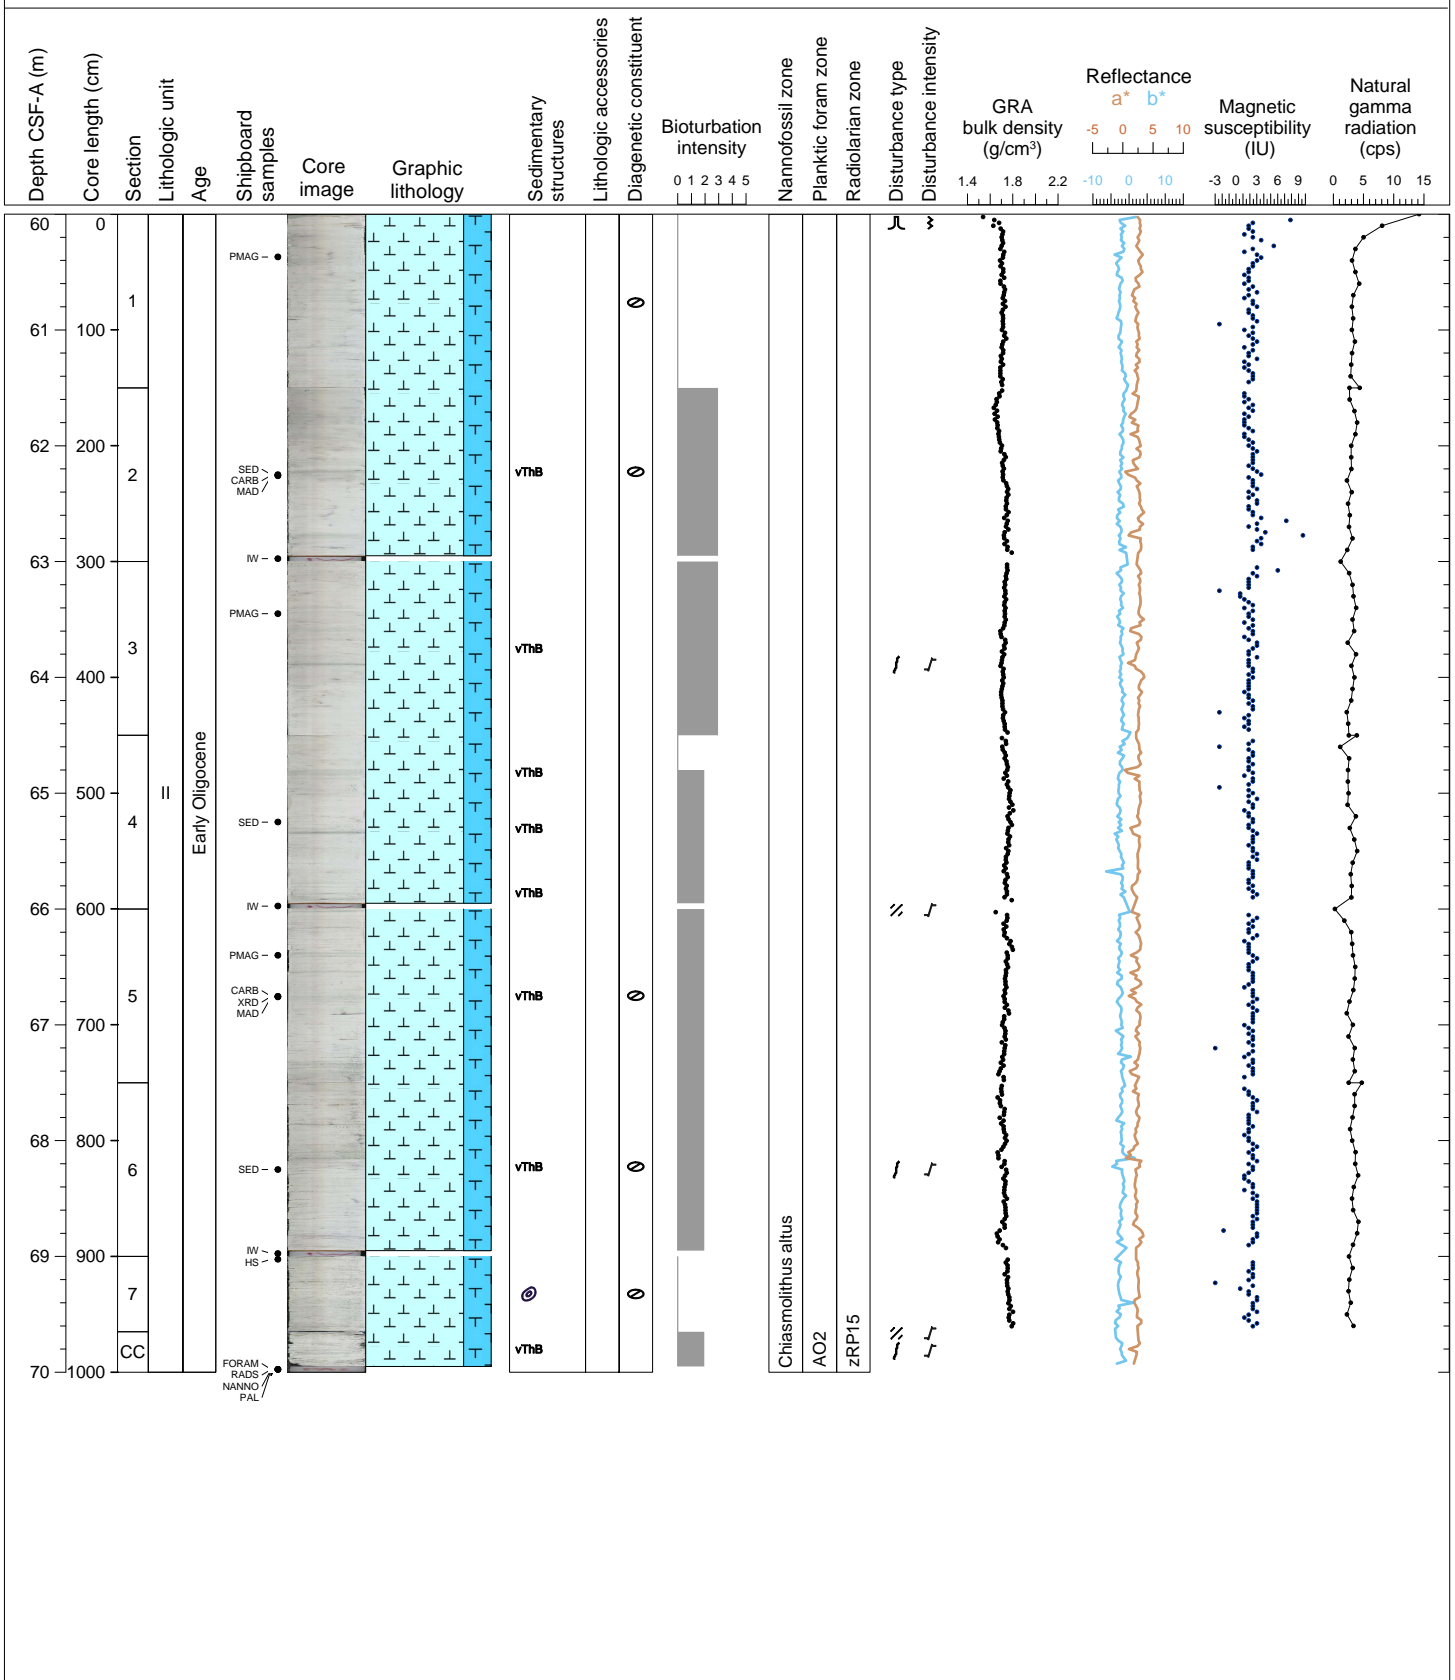 Depth CSF-A (m)
Core length (cm)
Section
Lithologic unit
Age
Shipboard
samples
Core
image
Graphic
lithology
Sedimentary
structures
Lithologic accessories
Diagenetic constituent
Bioturbation
intensity
0 1 2 3 4 5
Nannofossil zone
Planktic foram zone
Radiolarian zone
Disturbance type
Disturbance intensity
GRA
bulk density
(g/cm³)
1.4 1.8 2.2
Reflectance
a* b*
-5 0 5 10
-10 0 10
Magnetic
susceptibility
(IU)
-3 0 3 6 9
Natural
gamma
radiation
(cps)
0 5 10 15
60 0
PMAG
1
61 100
62 200
SED
CARB
MAD
2
vThB
IW
63 300
PMAG
3
vThB
64 400
vThB
65 500
II
Early Oligocene
4
SED
vThB
vThB
IW
66 600
PMAG
5
CARB
XRD
MAD
vThB
67 700
68 800
6
SED
vThB
IW
69 900
HS
7
CC
vThB
Chiasmolithus altus
AO2
zRP15
FORAM
70 1000
RADS
NANNO
PAL